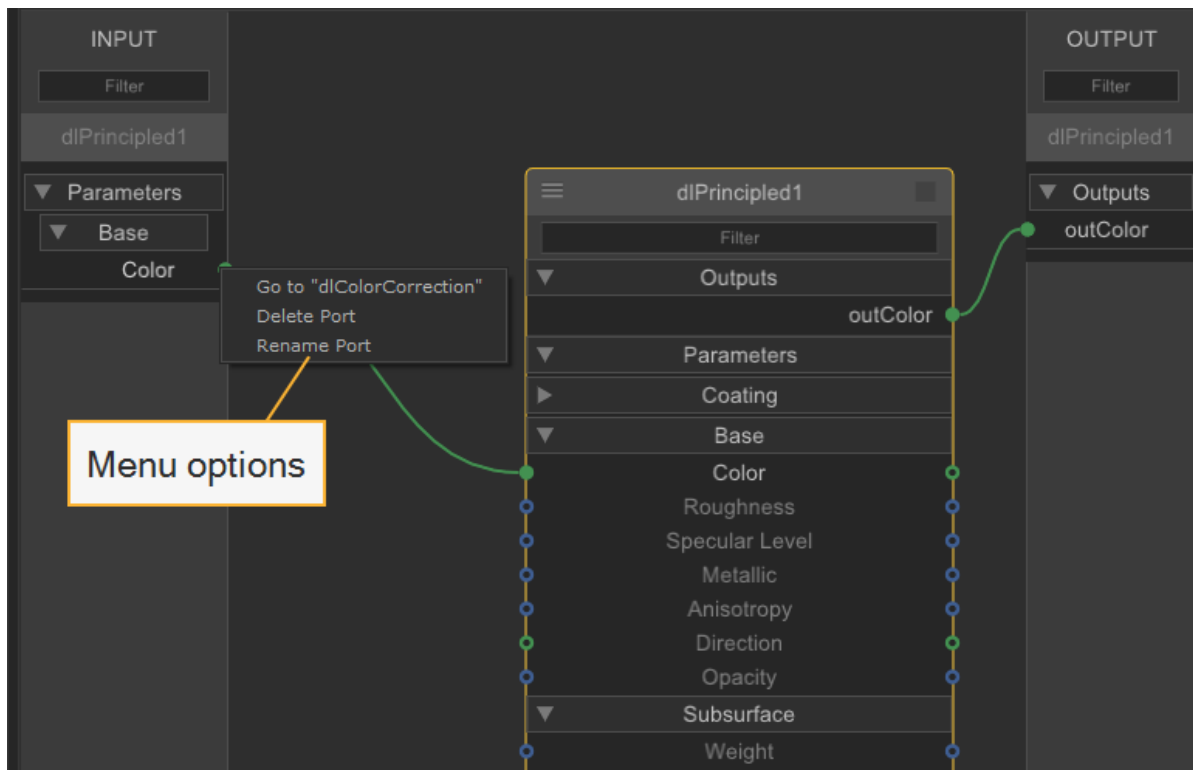 INPUT
Filter
dlPrincipled1
Parameters
Base
Color
Go to "dlColorCorrection"
Delete Port
Rename Port
Menu options
dlPrincipled1
Filter
Outputs
outColor
Parameters
Coating
Base
Color
Roughness
Specular Level
Metallic
Anisotropy
Direction
Opacity
Subsurface
Weight
OUTPUT
Filter
dlPrincipled1
Outputs
outColor